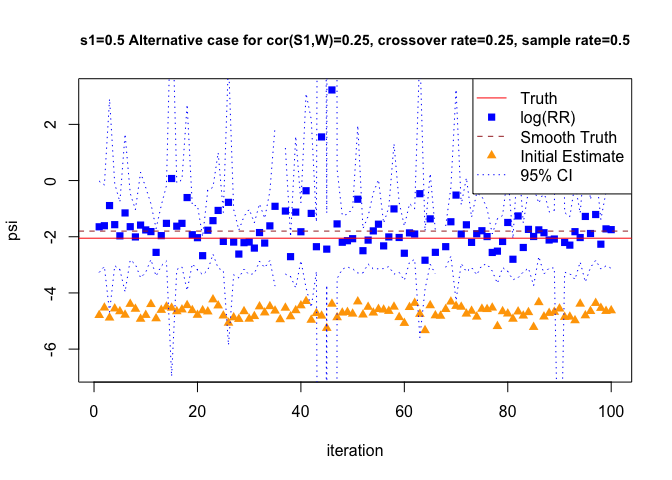 s1=0.5 Alternative case for cor(S1,W)=0.25, crossover rate=0.25, sample rate=0.5
Truth
log(RR)
Smooth Truth
Initial Estimate
95% CI
psi
2
0
-2
-4
-6
0 20 40 60 80 100
iteration